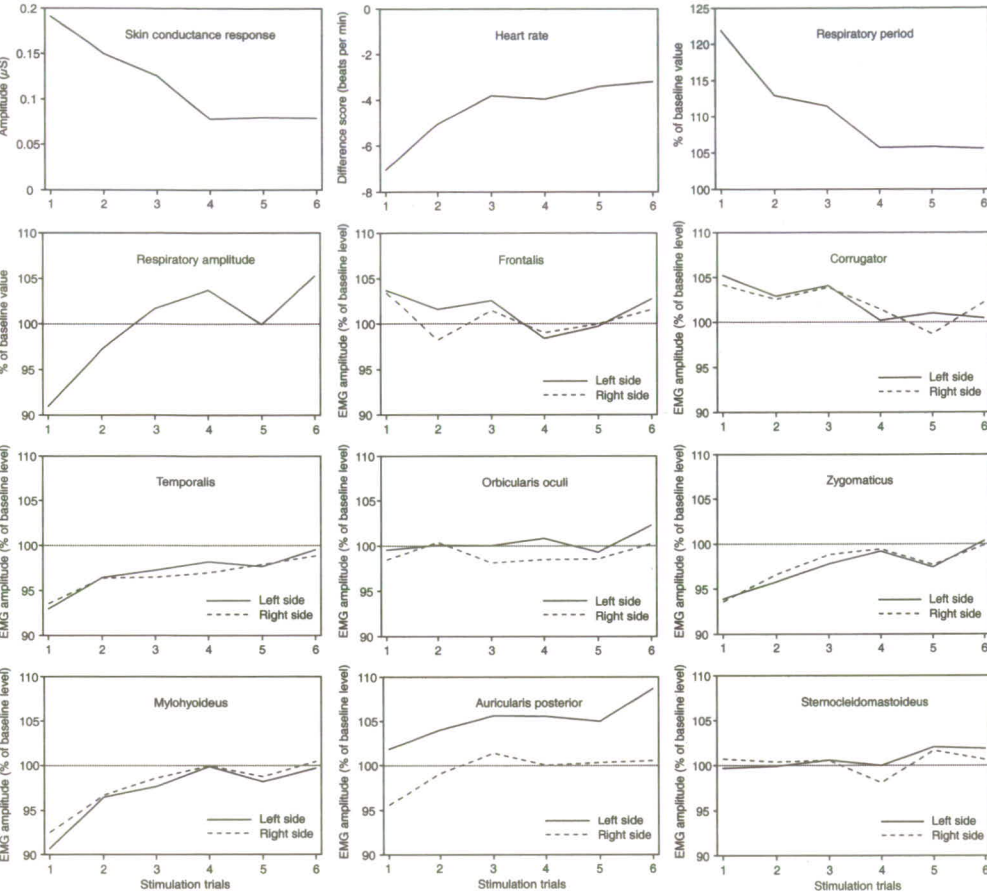 Skin conductance response
Amplitude (µS)
0.2
0.15
0.1
0.05
0
1 2 3 4 5 6
Heart rate
Difference score (beats per min)
0
-2
-4
-6
-8
1 2 3 4 5 6
Respiratory period
% of baseline value
125
120
115
110
105
100
1 2 3 4 5 6
Respiratory amplitude
% of baseline value
110
105
100
95
90
1 2 3 4 5 6
Frontalis
EMG amplitude (% of baseline level)
110
105
100
95
90
Left side
Right side
1 2 3 4 5 6
Corrugator
EMG amplitude (% of baseline level)
110
105
100
95
90
Left side
Right side
1 2 3 4 5 6
Temporalis
EMG amplitude (% of baseline level)
110
105
100
95
90
Left side
Right side
1 2 3 4 5 6
Orbicularis oculi
EMG amplitude (% of baseline level)
110
105
100
95
90
Left side
Right side
1 2 3 4 5 6
Zygomaticus
EMG amplitude (% of baseline level)
110
105
100
95
90
Left side
Right side
1 2 3 4 5 6
Mylohyoideus
EMG amplitude (% of baseline level)
110
105
100
95
90
Left side
Right side
1 2 3 4 5 6
Stimulation trials
Auricularis posterior
EMG amplitude (% of baseline level)
110
105
100
95
90
Left side
Right side
1 2 3 4 5 6
Stimulation trials
Sternocleidomastoideus
EMG amplitude (% of baseline level)
110
105
100
95
90
Left side
Right side
1 2 3 4 5 6
Stimulation trials